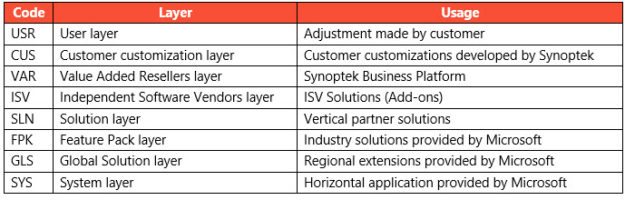 Code Layer Usage
USR User layer Adjustment made by customer
CUS Customer customization layer Customer customizations developed by Synoptek
VAR Value Added Resellers layer Synoptek Business Platform
ISV Independent Software Vendors layer ISV Solutions (Add-ons)
SLN Solution layer Vertical partner solutions
FPK Feature Pack layer Industry solutions provided by Microsoft
GLS Global Solution layer Regional extensions provided by Microsoft
SYS System layer Horizontal application provided by Microsoft